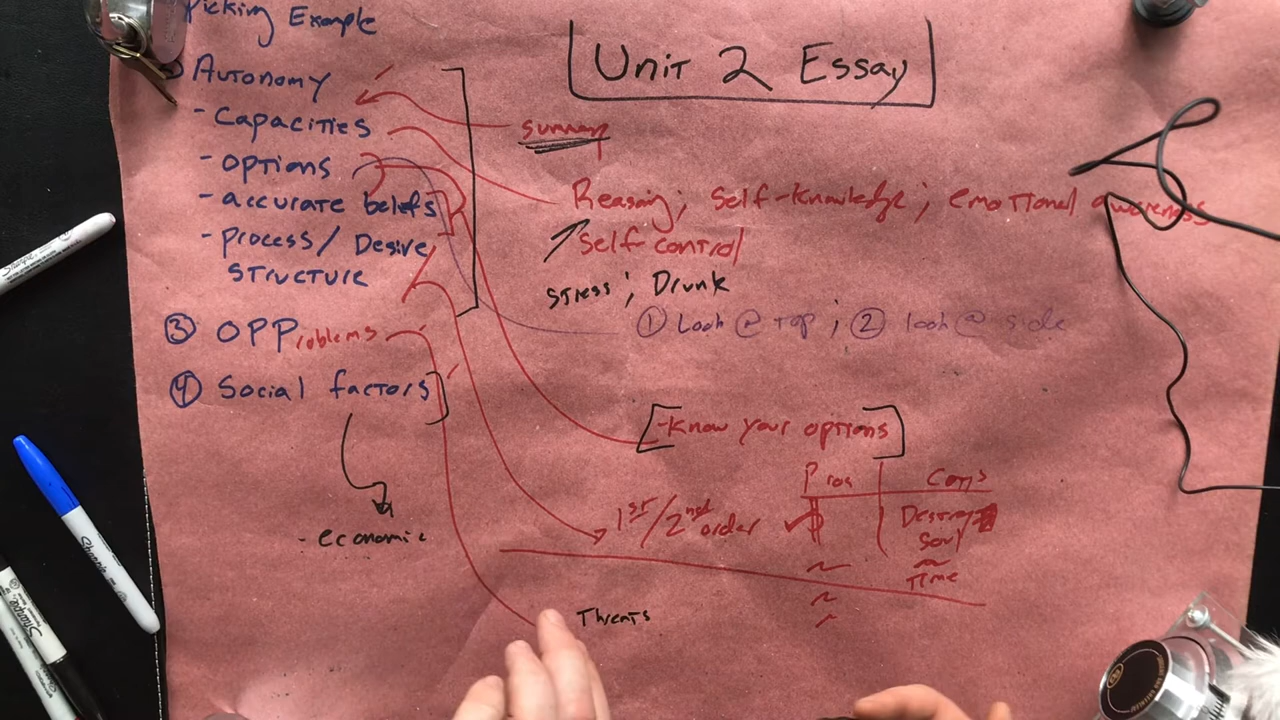 Picking Example
Unit 2 Essay
Autonomy
- Capacities
- options
- accurate beliefs
- process/ Desire
structure
③ OPProblems
④ Social factors
- economic
summary
Reasoning; Self-knowledge; emotional awareness
Self control
stress; Drunk
① Look @ top; ② look @ side
- Know your options
1st/2nd order
Pros Cons
$ Destroy
Soul
Time
Threats
Sharpie
Sharpie
Sharpie